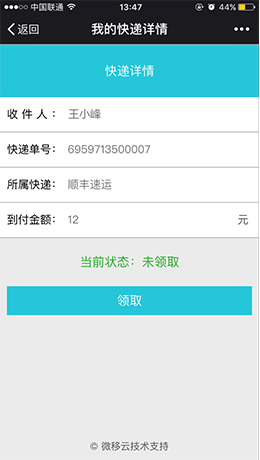 中国联通 13:47 44%
返回 我的快递详情
快递详情
收 件 人 ： 王小峰
快递单号： 6959713500007
所属快递： 顺丰速运
到付金额： 12 元
当前状态：未领取
领取
© 微移云技术支持